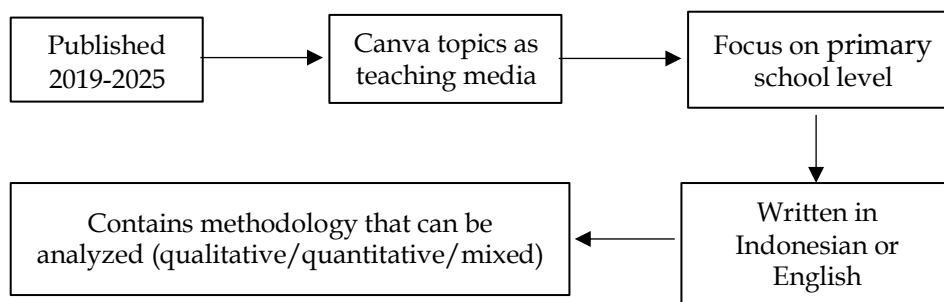 Published
2019-2025
Canva topics as
teaching media
Focus on primary
school level
Written in
Indonesian or
English
Contains methodology that can be
analyzed (qualitative/quantitative/mixed)